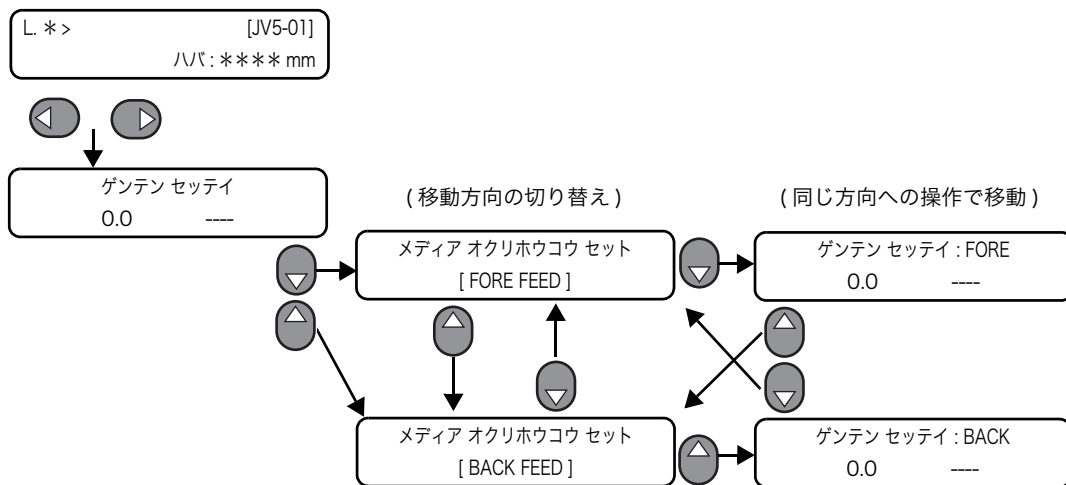 L. ＊> [JV5-01]
ハバ : ＊＊＊＊ mm
ゲンテン セッテイ
0.0 ----
( 移動方向の切り替え )
( 同じ方向への操作で移動 )
メディア オクリホウコウ セット
[ FORE FEED ]
ゲンテン セッテイ : FORE
0.0 ----
メディア オクリホウコウ セット
[ BACK FEED ]
ゲンテン セッテイ : BACK
0.0 ----